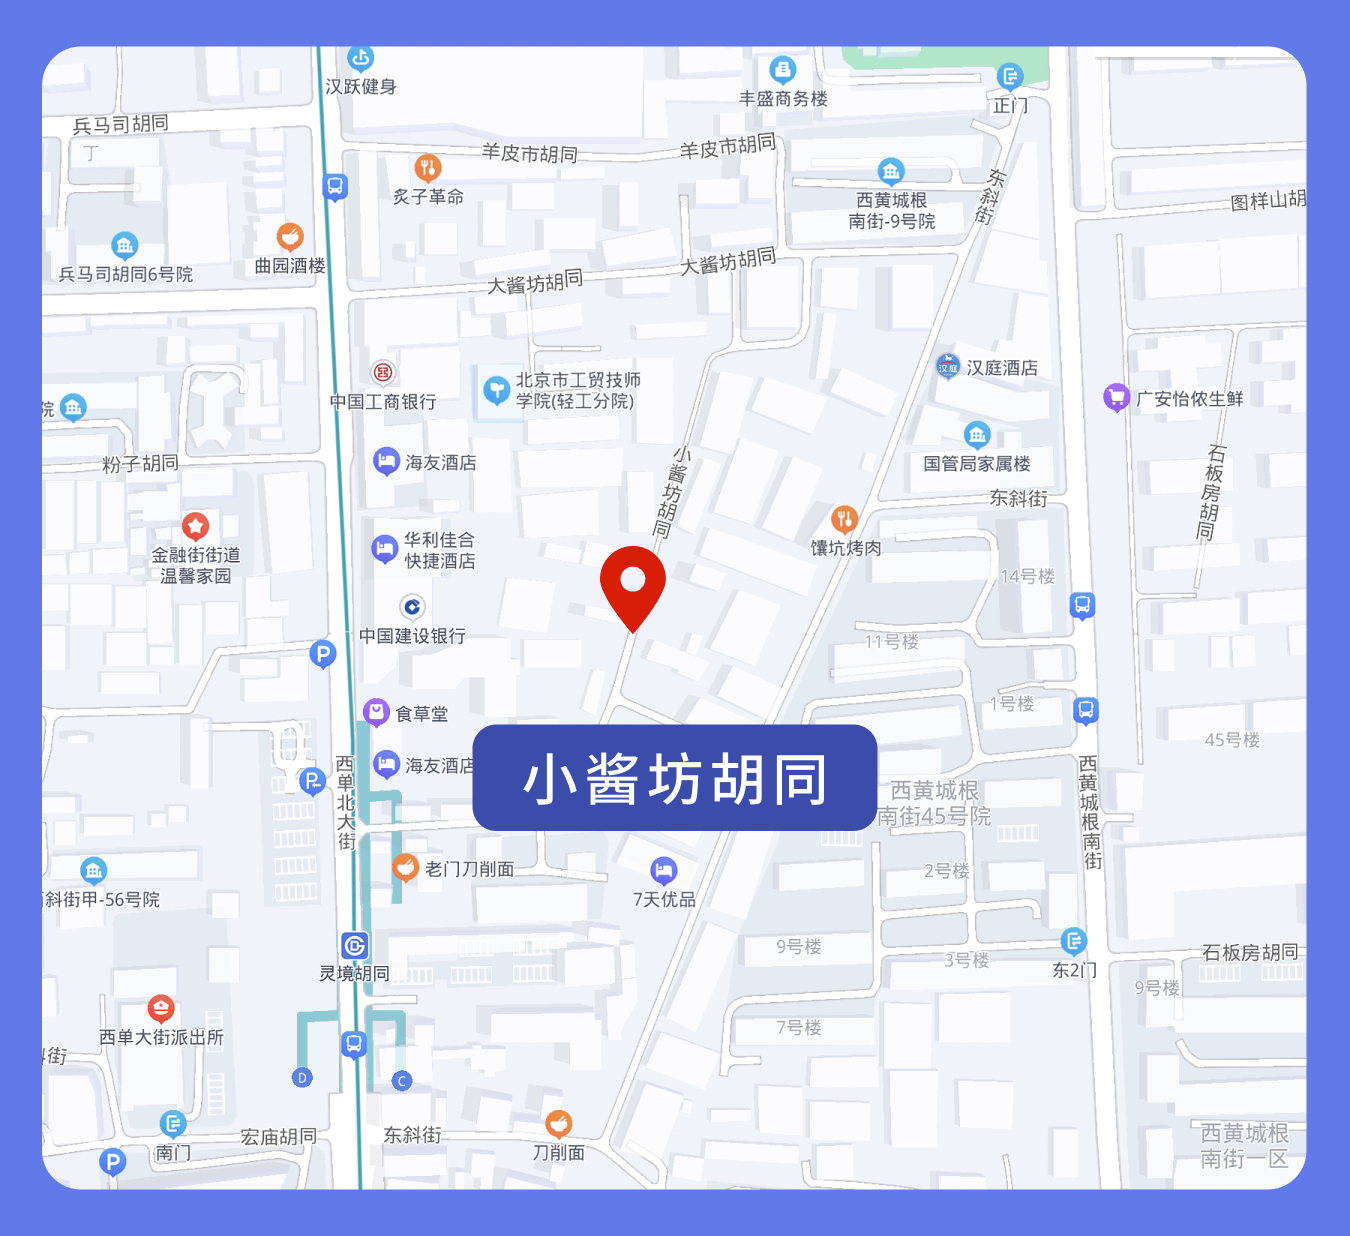 汉跃健身
丰盛商务楼
正门
兵马司胡同
丁
羊皮市胡同
羊皮市胡同
炙子革命
西黄城根
南街-9号院
东斜街
图样山胡
兵马司胡同6号院
曲园酒楼
大酱坊胡同
大酱坊胡同
中国工商银行
北京市工贸技师
学院(轻工分院)
汉庭
汉庭酒店
广安怡侬生鲜
院
粉子胡同
海友酒店
小酱坊胡同
国管局家属楼
东斜街
石板房胡同
金融街街道
温馨家园
华利佳合
快捷酒店
馕坑烤肉
14号楼
中国建设银行
11号楼
P
食草堂
1号楼
45号楼
海友酒店
小酱坊胡同
西黄城根
南街45号院
P
西单北大街
西黄城根南街
老门刀削面
7天优品
2号楼
斜街甲-56号院
9号楼
3号楼
东2门
石板房胡同
灵境胡同
9号楼
西单大街派出所
7号楼
斜街
D
C
南门
宏庙胡同
东斜街
刀削面
P
西黄城根
南街一区